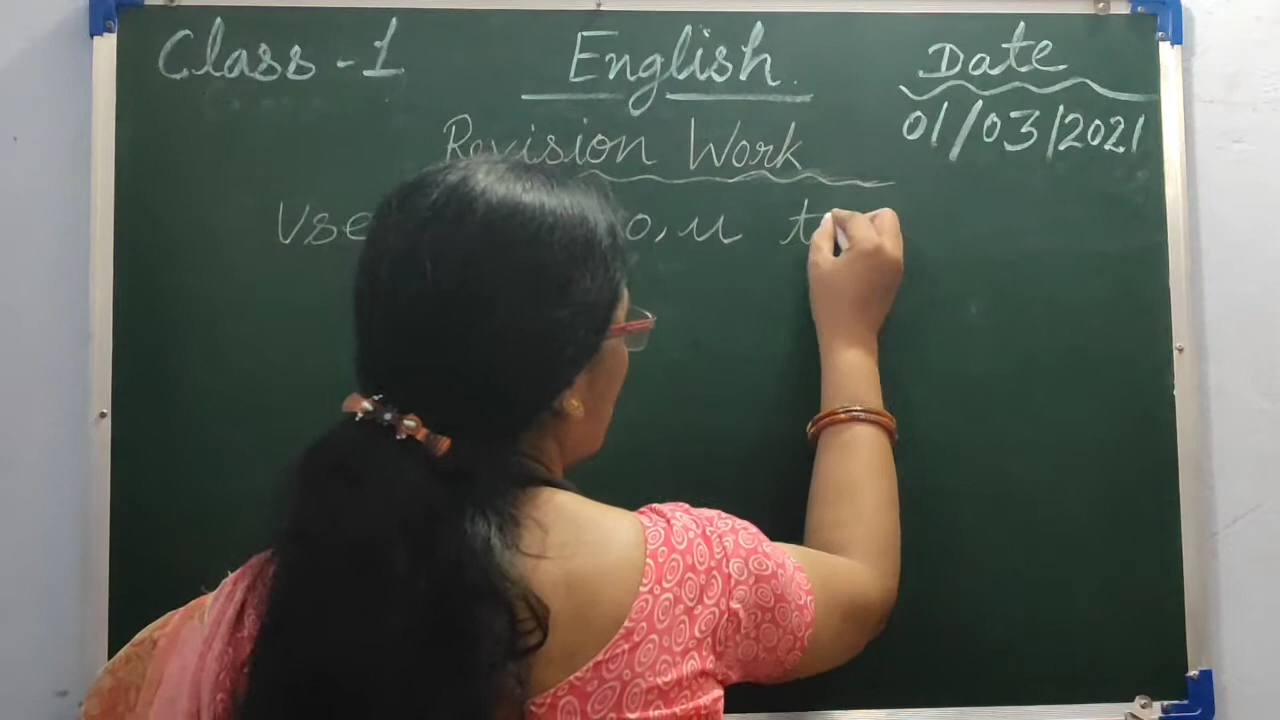 Class-1 English. Date
01/03/2021
Revision Work
Use o, u